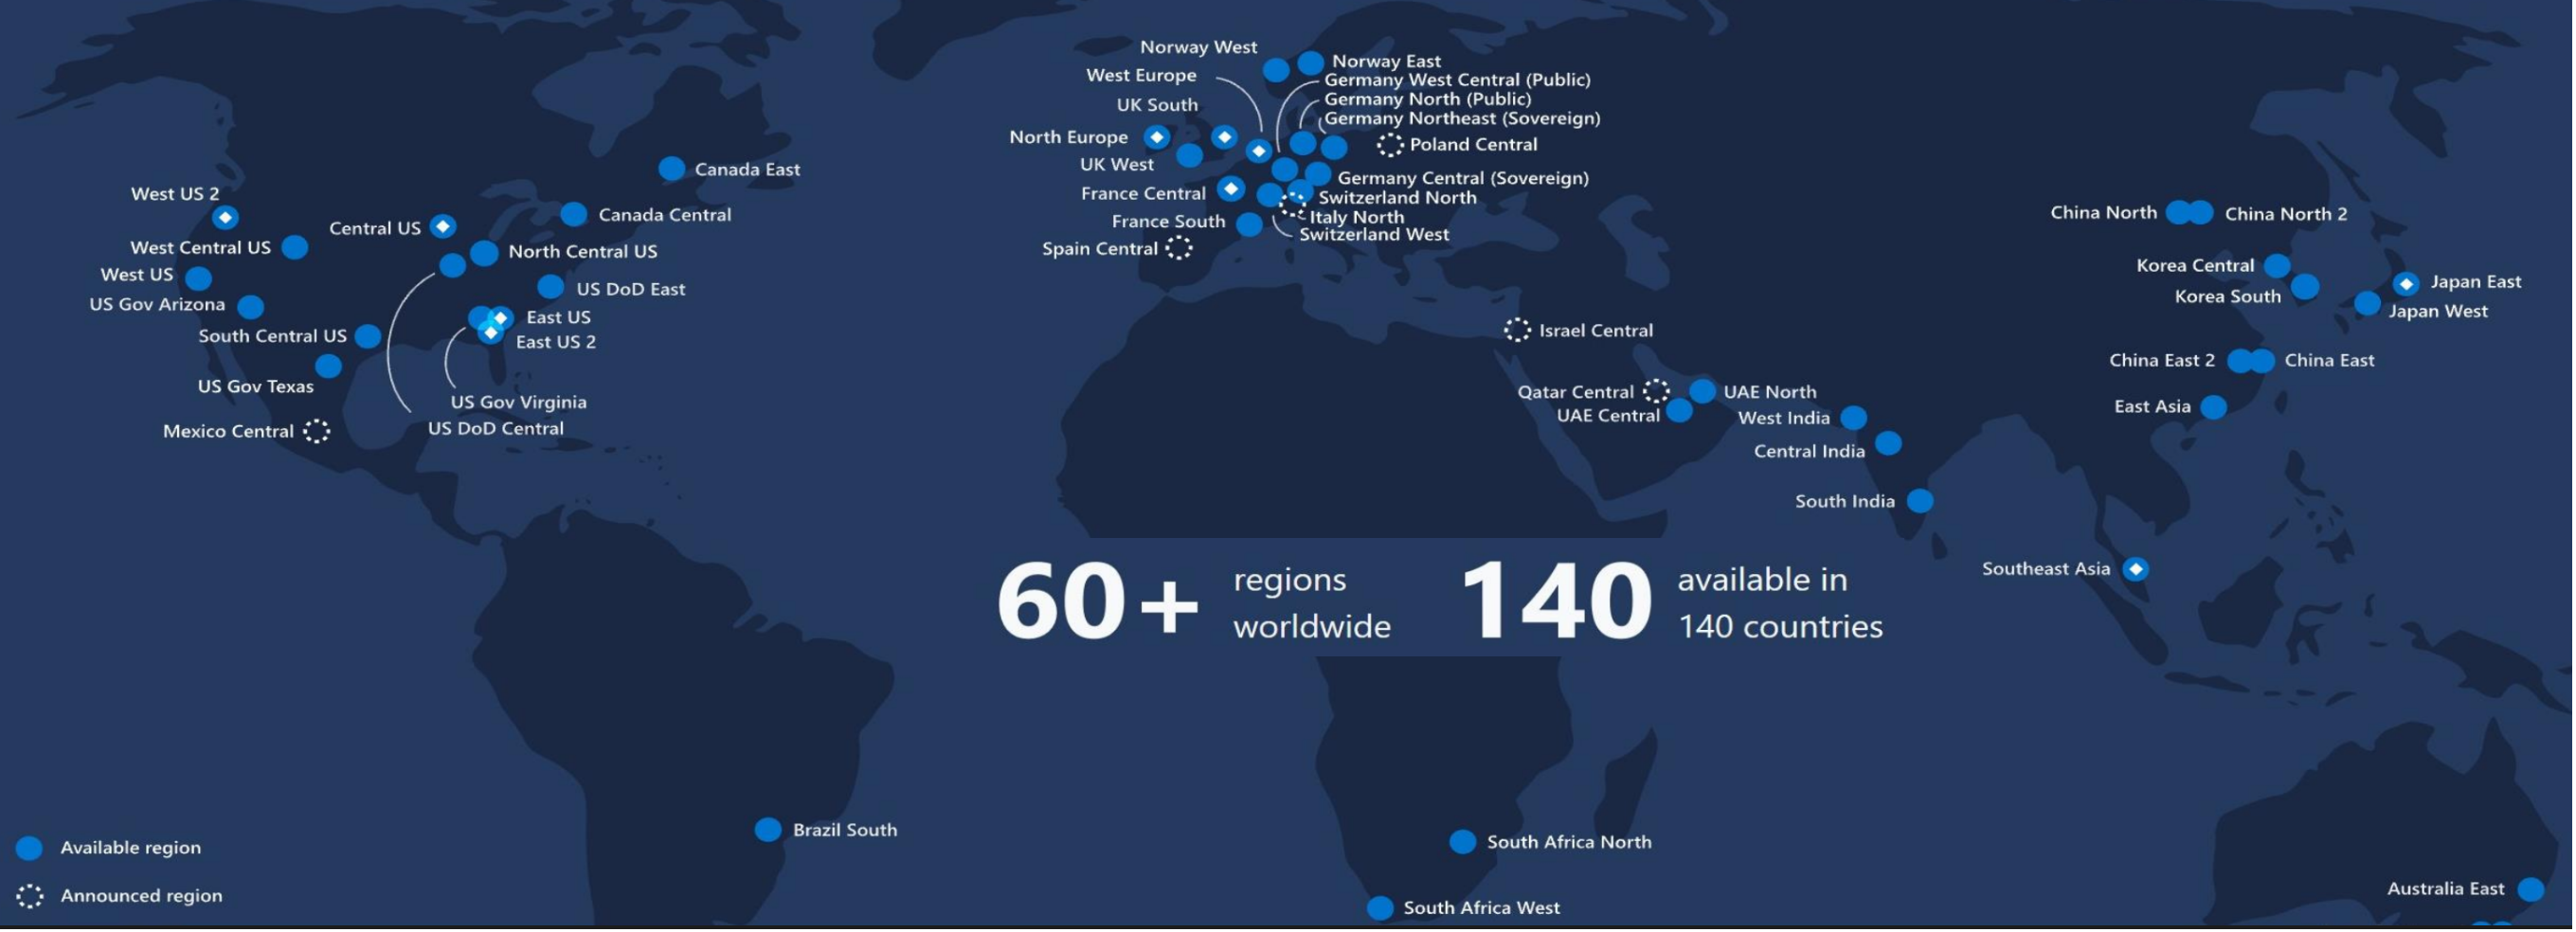 Norway West
Norway East
West Europe
Germany West Central (Public)
UK South
Germany North (Public)
Germany Northeast (Sovereign)
North Europe
Poland Central
UK West
Germany Central (Sovereign)
France Central
Switzerland North
Italy North
France South
Switzerland West
Spain Central
Canada East
West US 2
Canada Central
Central US
West Central US
North Central US
West US
US DoD East
US Gov Arizona
East US
South Central US
East US 2
US Gov Texas
US Gov Virginia
US DoD Central
Mexico Central
China North
China North 2
Korea Central
Japan East
Korea South
Japan West
Israel Central
China East 2
China East
Qatar Central
UAE North
East Asia
UAE Central
West India
Central India
South India
Southeast Asia
60+
regions
worldwide
140
available in
140 countries
Brazil South
South Africa North
South Africa West
Australia East
Available region
Announced region